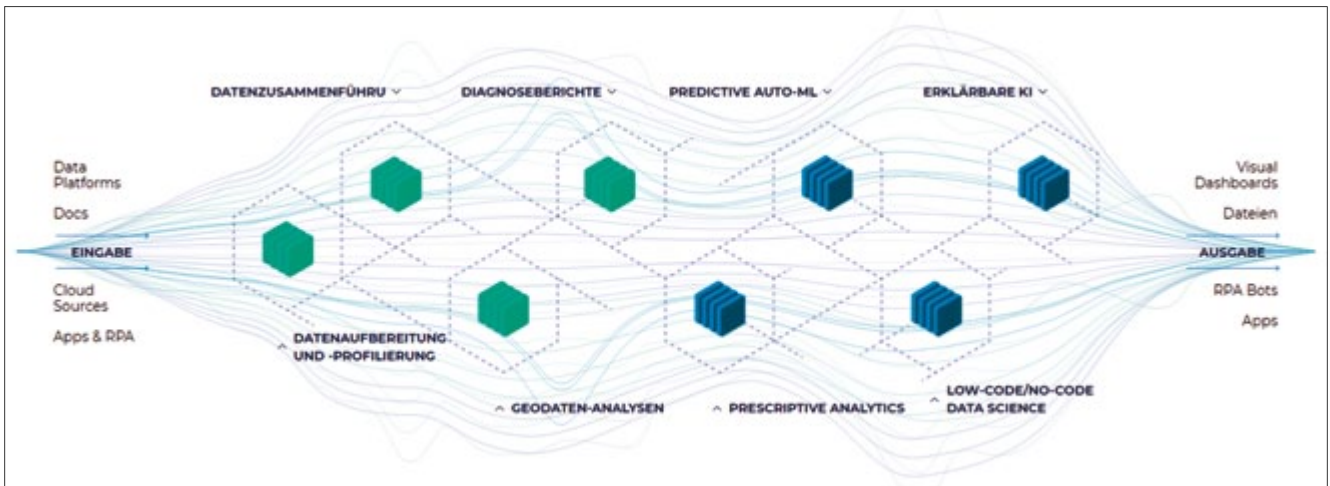 DATENZUSAMMENFÜHRU
DIAGNOSEBERICHTE
PREDICTIVE AUTO-ML
ERKLÄRBARE KI
Data
Platforms
Docs
EINGABE
Cloud
Sources
Apps & RPA
Visual
Dashboards
Dateien
AUSGABE
RPA Bots
Apps
DATENAUFBEREITUNG
UND -PROFILIERUNG
GEODATEN-ANALYSEN
PRESCRIPTIVE ANALYTICS
LOW-CODE/NO-CODE
DATA SCIENCE